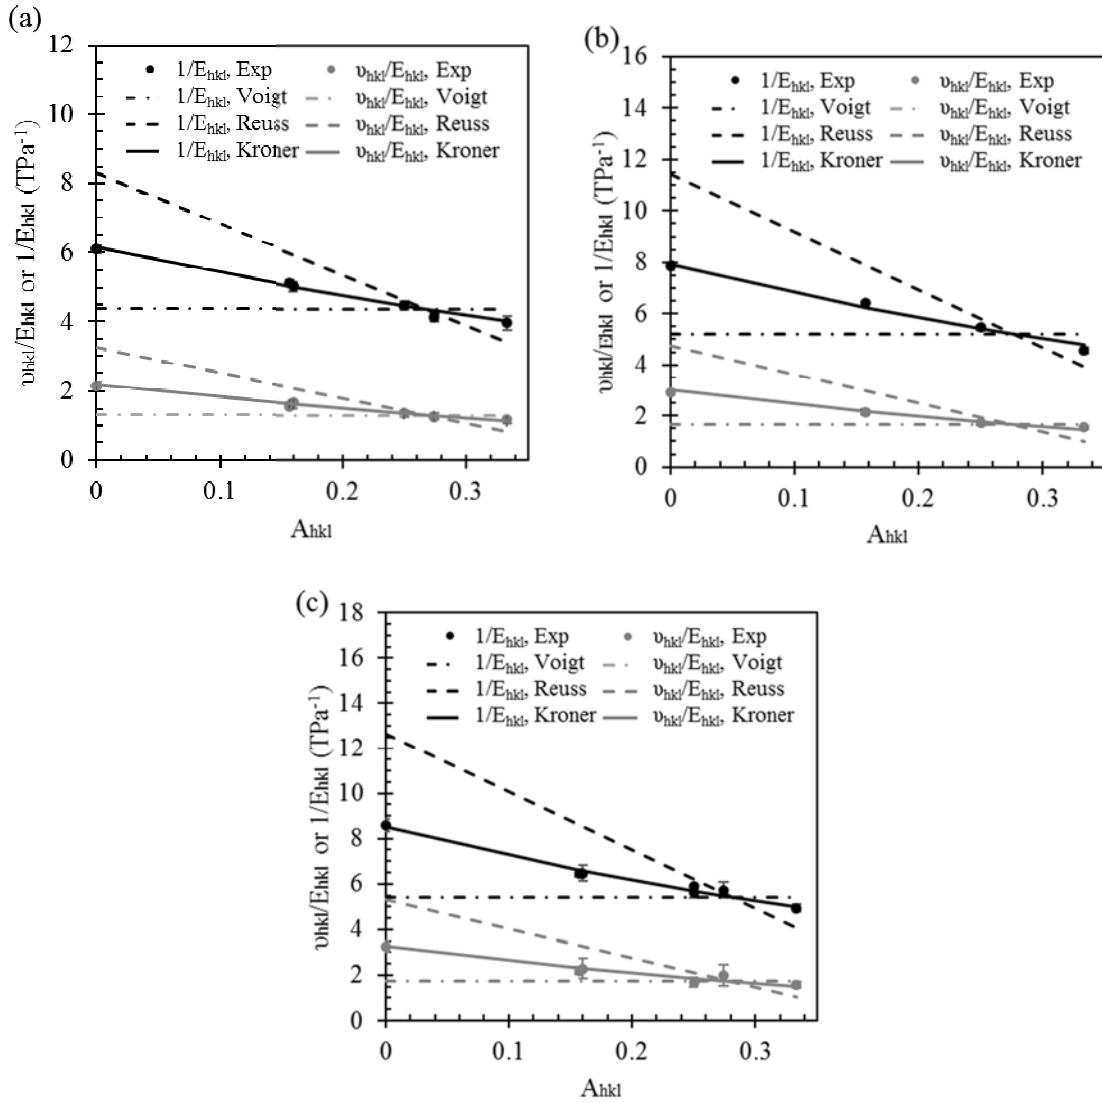 (a)
12
10
8
6
4
2
0
0
0.1
0.2
0.3
υhkl/Ehkl or 1/Ehkl (TPa-1)
Ahkl
1/Ehkl, Exp υhkl/Ehkl, Exp
1/Ehkl, Voigt υhkl/Ehkl, Voigt
1/Ehkl, Reuss υhkl/Ehkl, Reuss
1/Ehkl, Kroner υhkl/Ehkl, Kroner
(b)
16
14
12
10
8
6
4
2
0
0
0.1
0.2
0.3
υhkl/Ehkl or 1/Ehkl (TPa-1)
Ahkl
1/Ehkl, Exp υhkl/Ehkl, Exp
1/Ehkl, Voigt υhkl/Ehkl, Voigt
1/Ehkl, Reuss υhkl/Ehkl, Reuss
1/Ehkl, Kroner υhkl/Ehkl, Kroner
(c)
18
16
14
12
10
8
6
4
2
0
0
0.1
0.2
0.3
υhkl/Ehkl or 1/Ehkl (TPa-1)
Ahkl
1/Ehkl, Exp υhkl/Ehkl, Exp
1/Ehkl, Voigt υhkl/Ehkl, Voigt
1/Ehkl, Reuss υhkl/Ehkl, Reuss
1/Ehkl, Kroner υhkl/Ehkl, Kroner